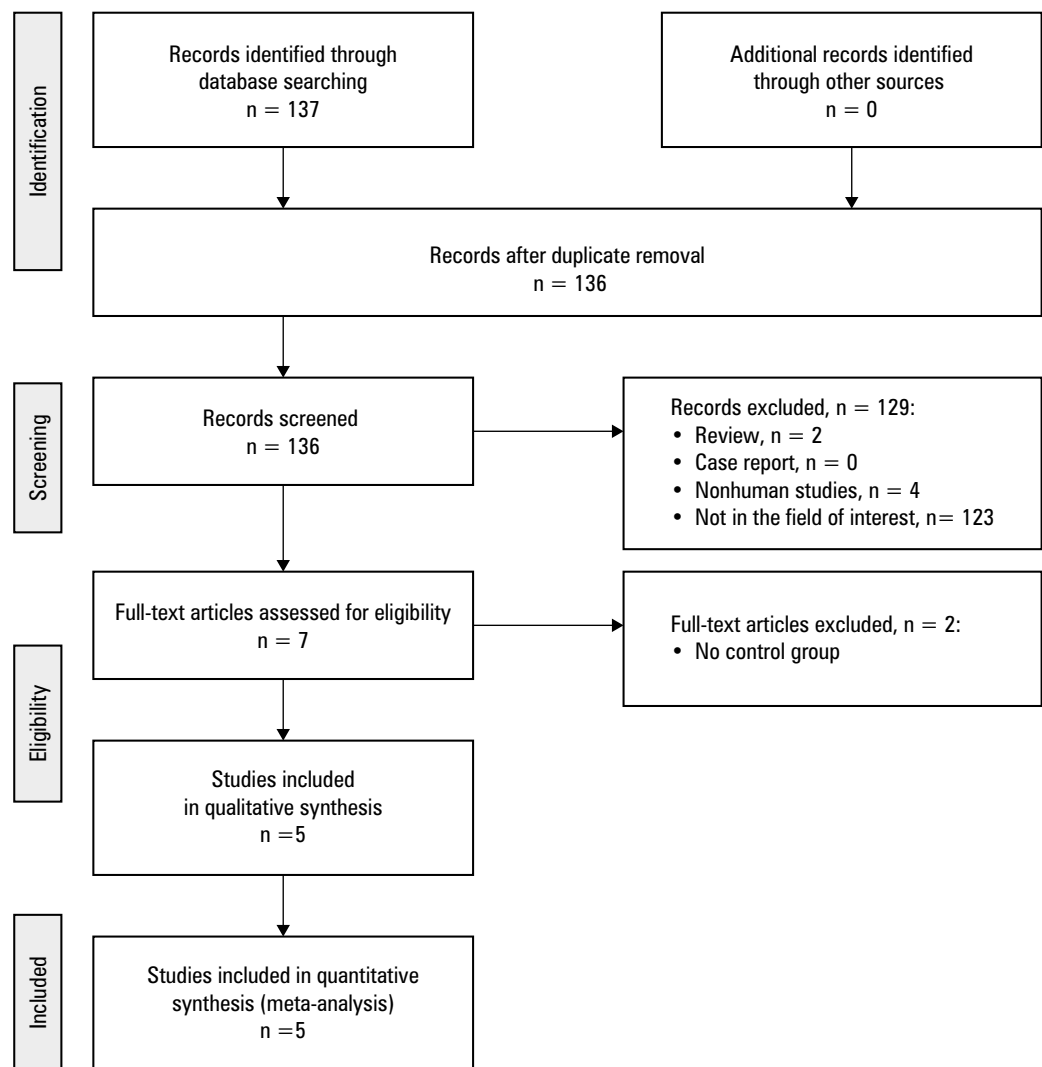 Identification
Records identified through
database searching
n = 137
Additional records identified
through other sources
n = 0
Records after duplicate removal
n = 136
Screening
Records screened
n = 136
Records excluded, n = 129:
• Review, n = 2
• Case report, n = 0
• Nonhuman studies, n = 4
• Not in the field of interest, n= 123
Eligibility
Full-text articles assessed for eligibility
n = 7
Full-text articles excluded, n = 2:
• No control group
Studies included
in qualitative synthesis
n =5
Included
Studies included in quantitative
synthesis (meta-analysis)
n =5